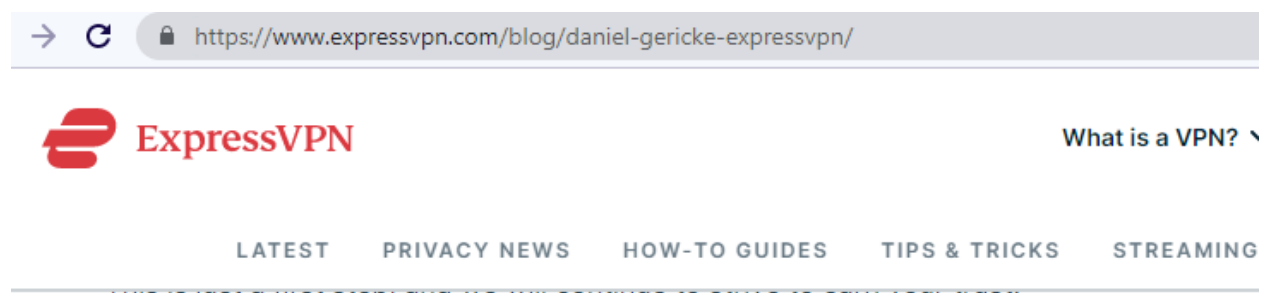 https://www.expressvpn.com/blog/daniel-gericke-expressvpn/
ExpressVPN
What is a VPN?
LATEST PRIVACY NEWS HOW-TO GUIDES TIPS & TRICKS STREAMING